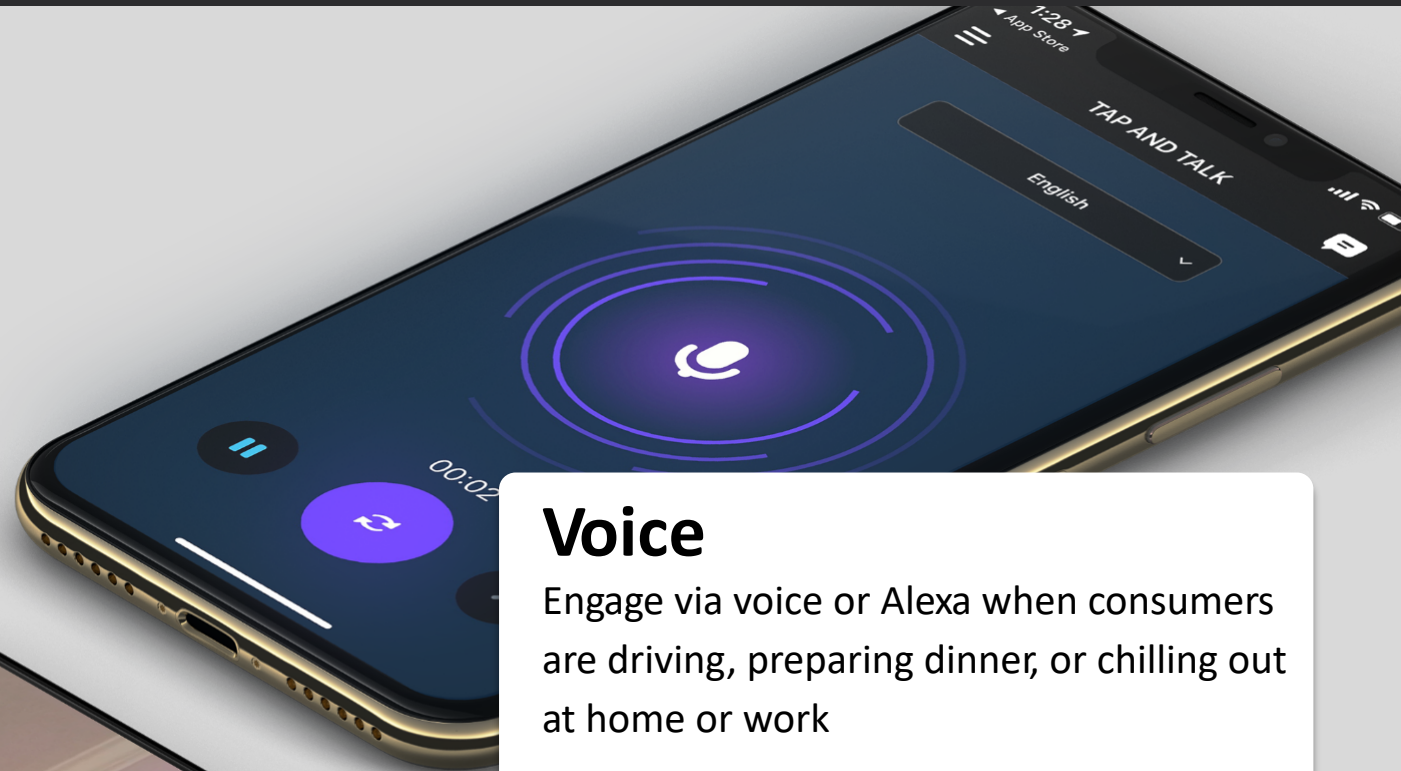 1:28
App Store
TAP AND TALK
English
00:02
Voice
Engage via voice or Alexa when consumers
are driving, preparing dinner, or chilling out
at home or work